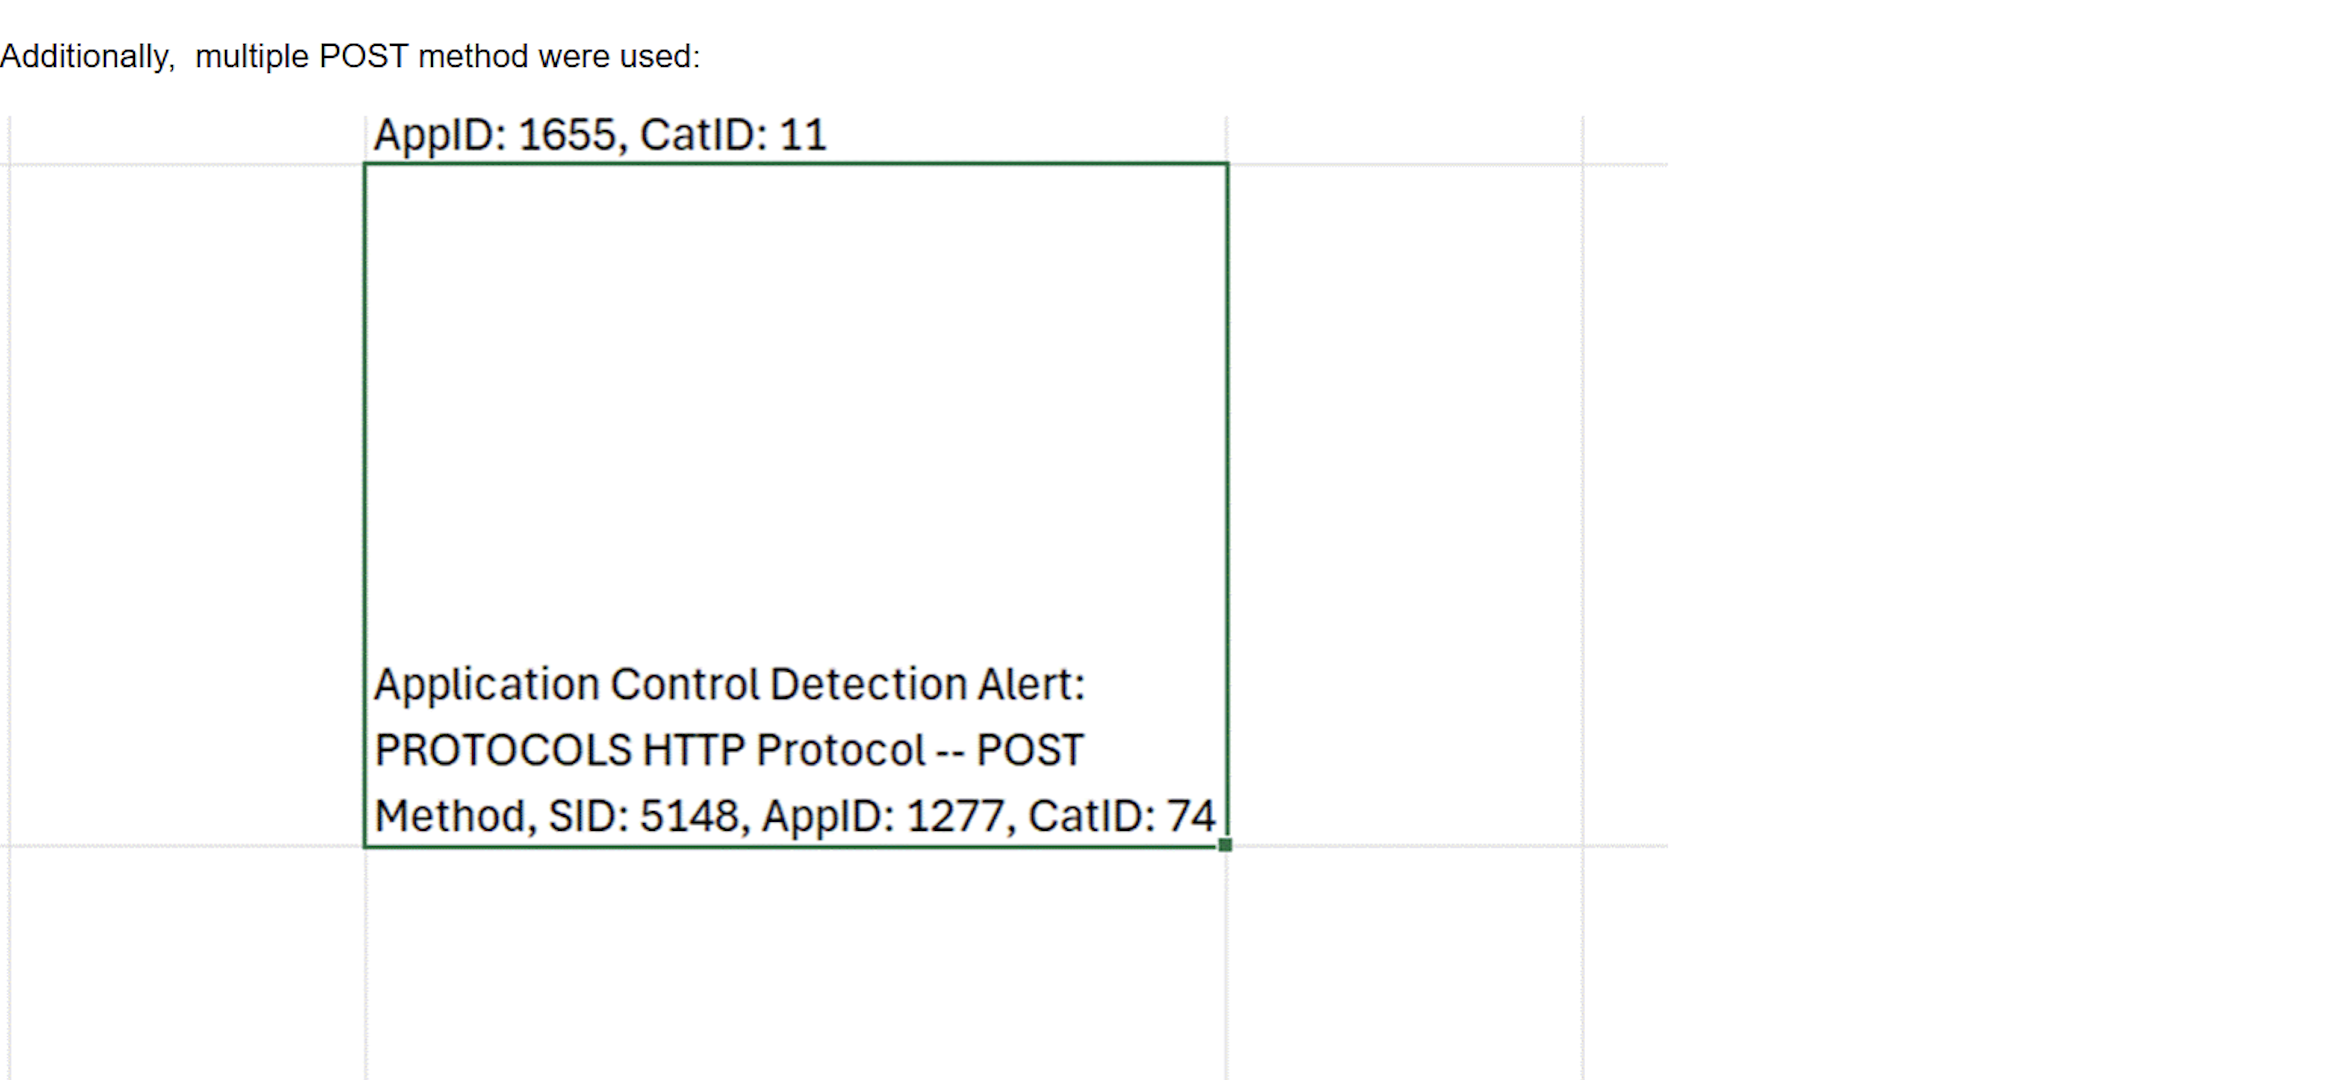 Additionally,  multiple POST method were used:
AppID: 1655, CatID: 11
Application Control Detection Alert:
PROTOCOLS HTTP Protocol -- POST
Method, SID: 5148, AppID: 1277, CatID: 74